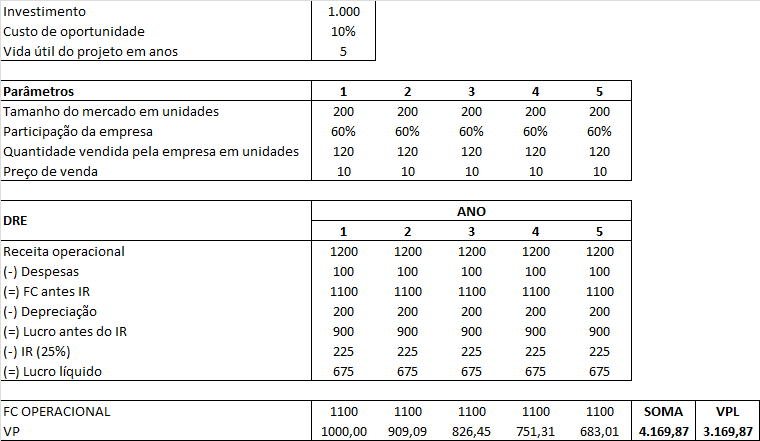 Investimento 1.000
Custo de oportunidade 10%
Vida útil do projeto em anos 5
Parâmetros 1 2 3 4 5
Tamanho do mercado em unidades 200 200 200 200 200
Participação da empresa 60% 60% 60% 60% 60%
Quantidade vendida pela empresa em unidades 120 120 120 120 120
Preço de venda 10 10 10 10 10
DRE ANO
1 2 3 4 5
Receita operacional 1200 1200 1200 1200 1200
(-) Despesas 100 100 100 100 100
(=) FC antes IR 1100 1100 1100 1100 1100
(-) Depreciação 200 200 200 200 200
(=) Lucro antes do IR 900 900 900 900 900
(-) IR (25%) 225 225 225 225 225
(=) Lucro líquido 675 675 675 675 675
FC OPERACIONAL 1100 1100 1100 1100 1100 SOMA VPL
VP 1000,00 909,09 826,45 751,31 683,01 4.169,87 3.169,87